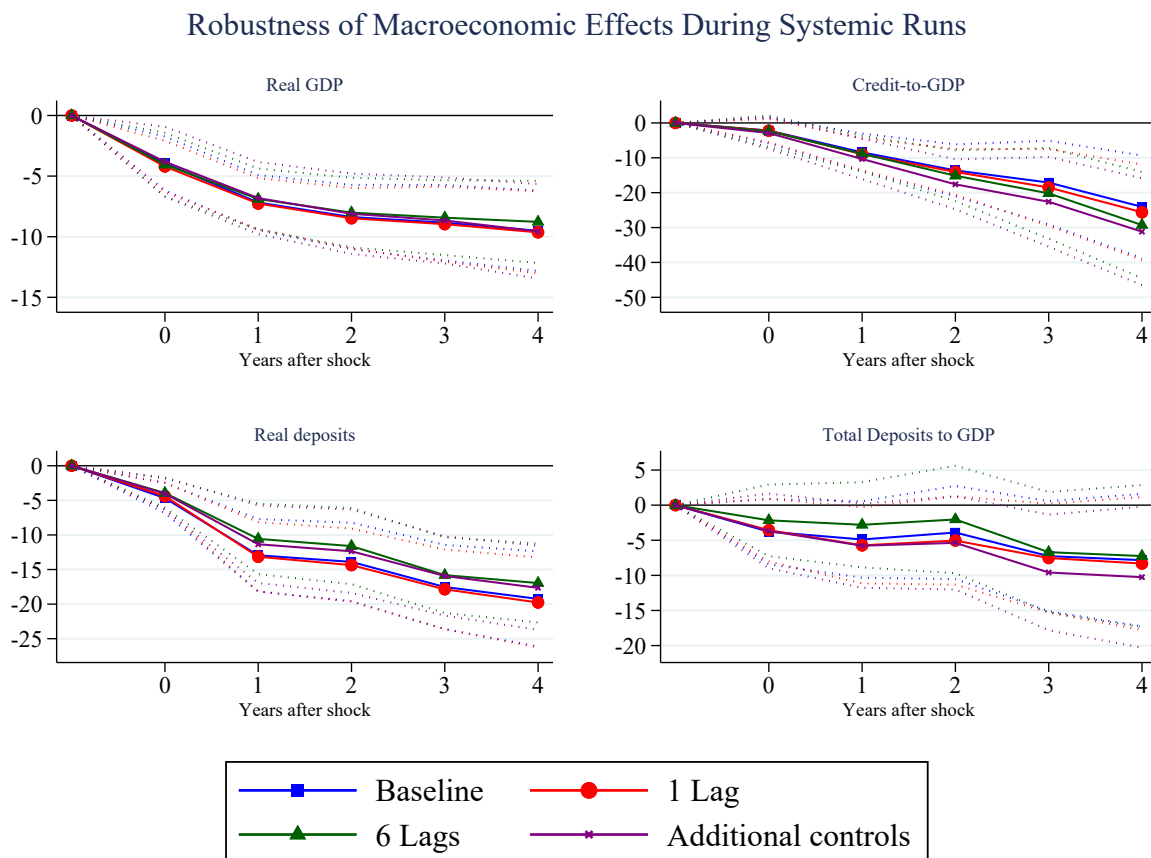 Robustness of Macroeconomic Effects During Systemic Runs
Real GDP
0
-5
-10
-15
0 1 2 3 4
Years after shock
Credit-to-GDP
0
-10
-20
-30
-40
-50
0 1 2 3 4
Years after shock
Real deposits
0
-5
-10
-15
-20
-25
0 1 2 3 4
Years after shock
Total Deposits to GDP
5
0
-5
-10
-15
-20
0 1 2 3 4
Years after shock
Baseline
1 Lag
6 Lags
Additional controls